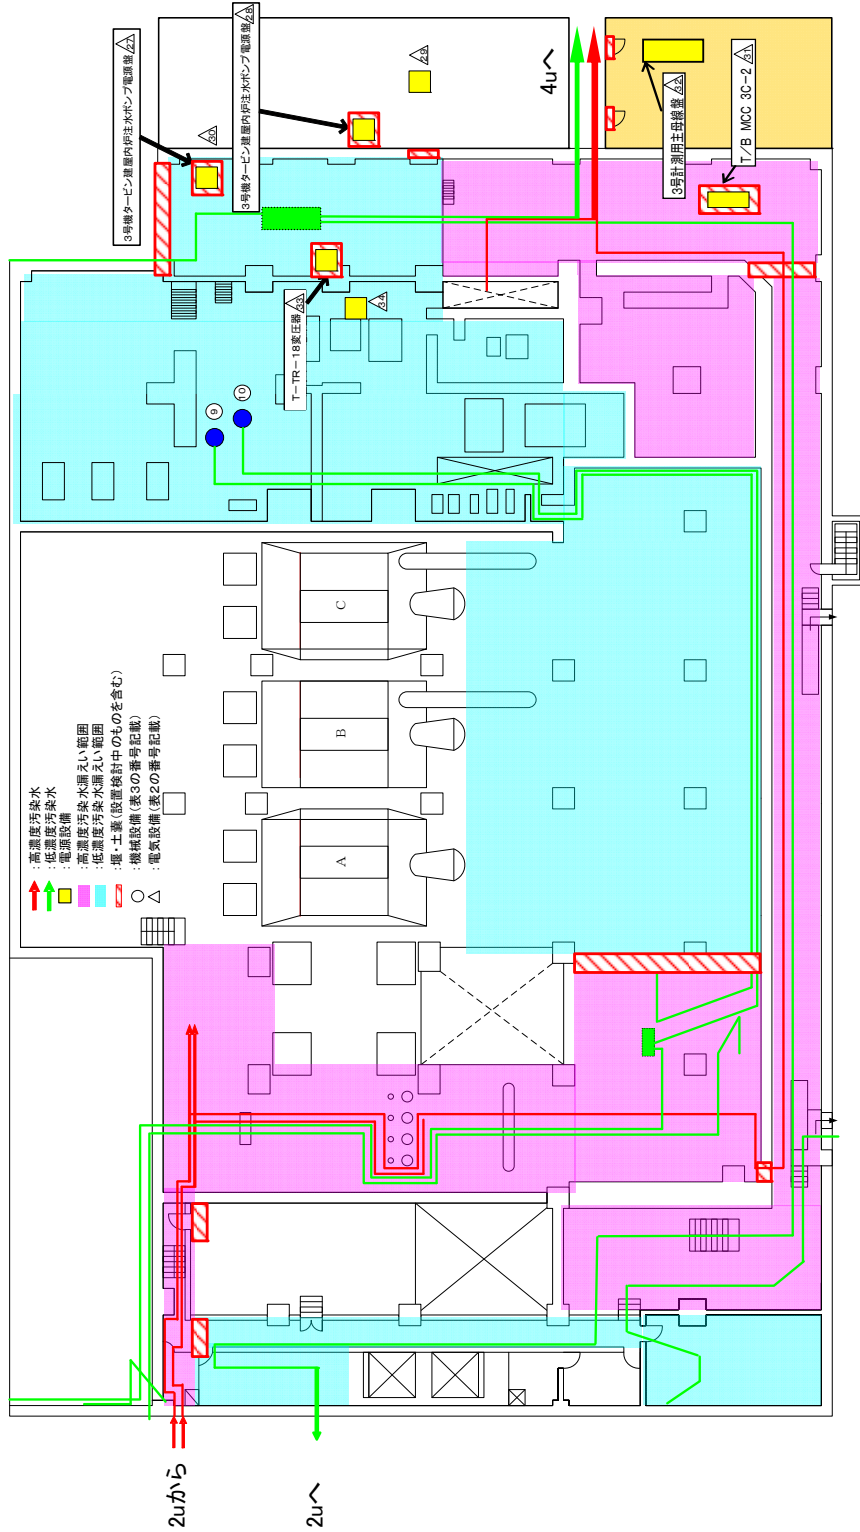 3号機タービン建屋内炉注水ポンプ電源盤
27
3号機タービン建屋内炉注水ポンプ電源盤
28
29
30
4uへ
3号計測用主母線盤
32
T/B MCC 3C-2
31
T-TR-18変圧器
33
34
9
10
C
B
A
:高濃度汚染水
:低濃度汚染水
:電源設備
:高濃度汚染水漏えい範囲
:低濃度汚染水漏えい範囲
:堰・土嚢(設置検討中のものを含む)
:機械設備(表3の番号記載)
:電気設備(表2の番号記載)
2uから
2uへ